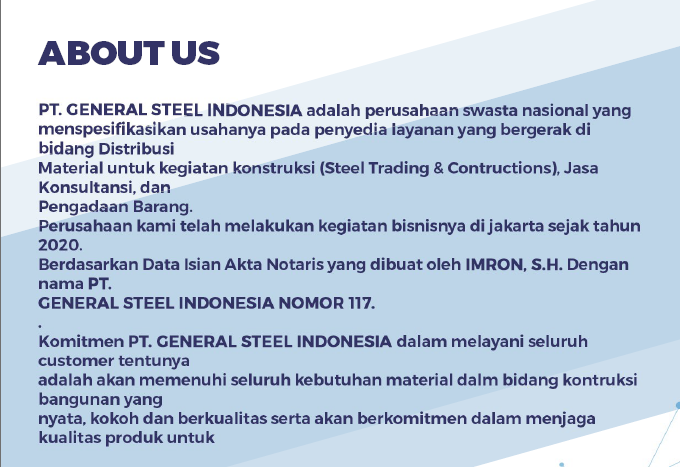 ABOUT US
PT. GENERAL STEEL INDONESIA adalah perusahaan swasta nasional yang
menspesifikasikan usahanya pada penyedia layanan yang bergerak di
bidang Distribusi
Material untuk kegiatan konstruksi (Steel Trading & Contructions), Jasa
Konsultansi, dan
Pengadaan Barang.
Perusahaan kami telah melakukan kegiatan bisnisnya di jakarta sejak tahun
2020.
Berdasarkan Data Isian Akta Notaris yang dibuat oleh IMRON, S.H. Dengan
nama PT.
GENERAL STEEL INDONESIA NOMOR 117.
.
Komitmen PT. GENERAL STEEL INDONESIA dalam melayani seluruh
customer tentunya
adalah akan memenuhi seluruh kebutuhan material dalm bidang kontruksi
bangunan yang
nyata, kokoh dan berkualitas serta akan berkomitmen dalam menjaga
kualitas produk untuk